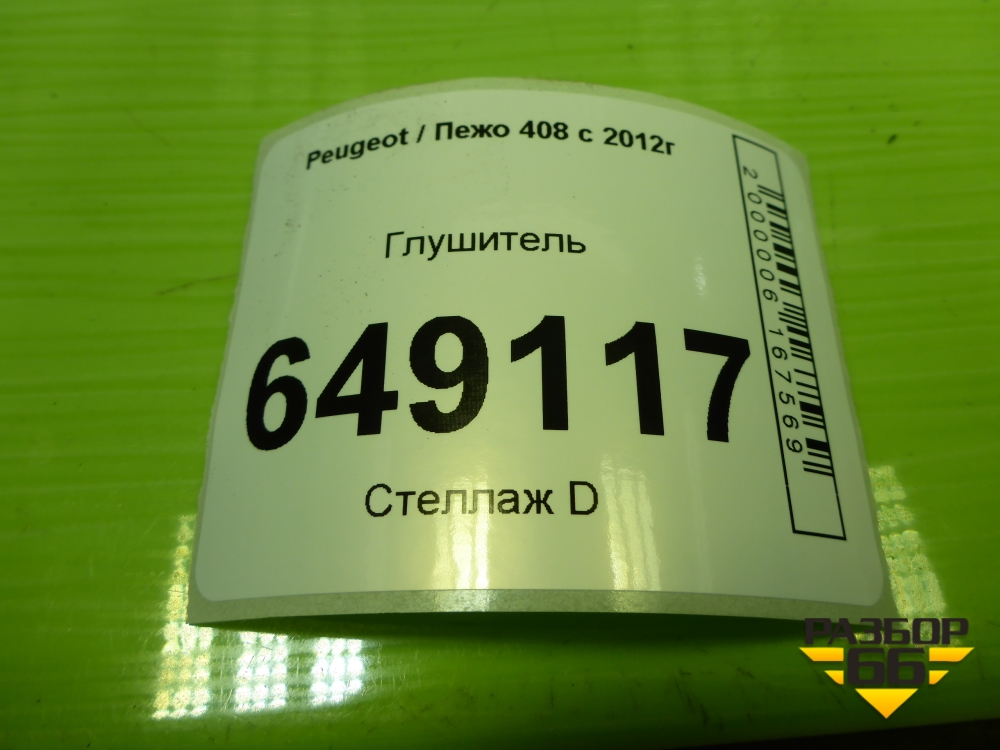 Peugeot / Пежо 408 с 2012г
Глушитель
649117
Стеллаж D
2000006167569
РАЗБОР
66